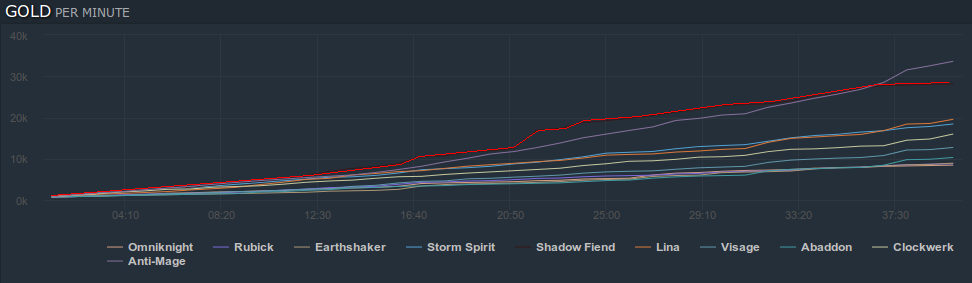 GOLD PER MINUTE
40k
30k
20k
10k
0k
04:10 08:20 12:30 16:40 20:50 25:00 29:10 33:20 37:30
Omniknight Rubick Earthshaker Storm Spirit Shadow Fiend Lina Visage Abaddon Clockwerk
Anti-Mage